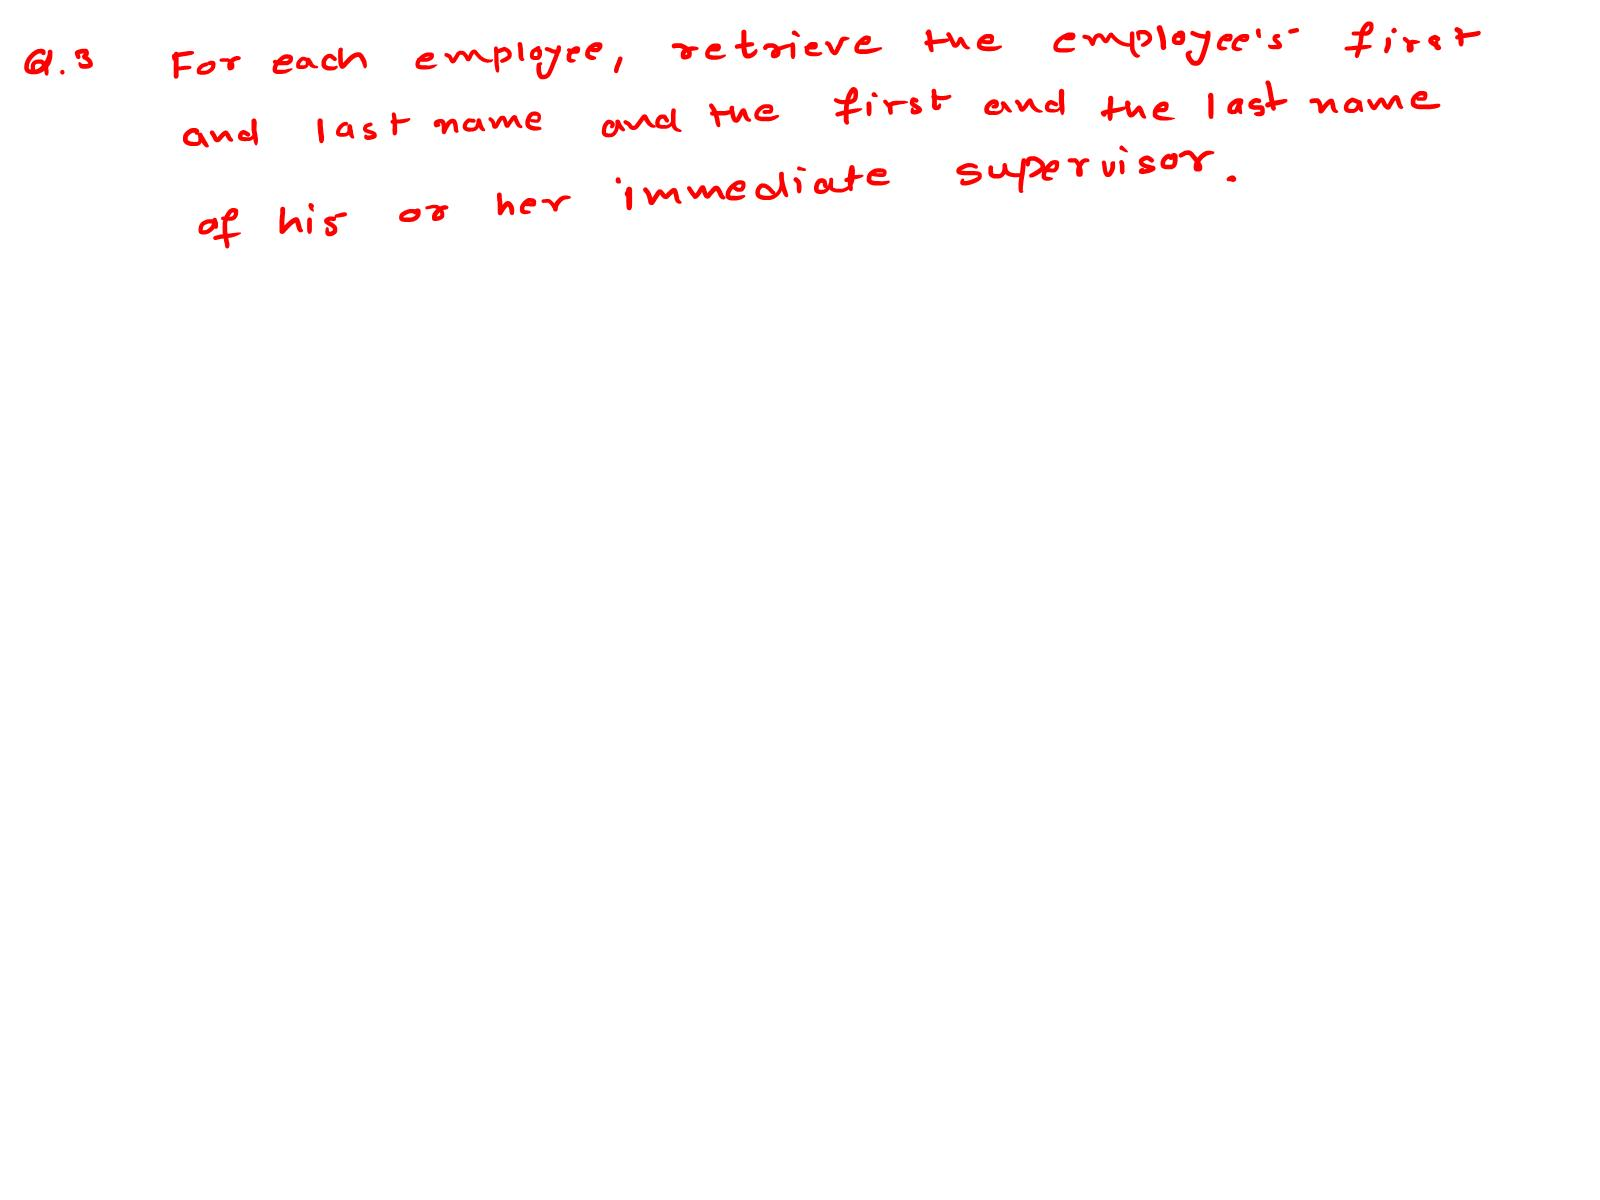 Q.3 For each employee, retrieve the employee's first
and last name and the first and the last name
of his or her immediate supervisor.